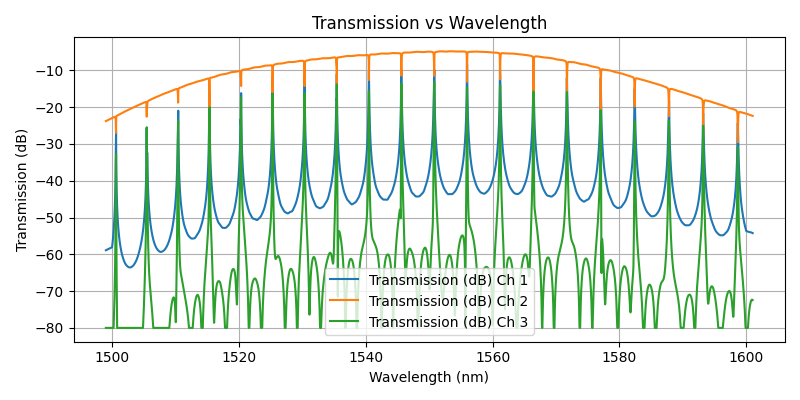 Transmission vs Wavelength
Transmission (dB)
−10
−20
−30
−40
−50
−60
−70
−80
Transmission (dB) Ch 1
Transmission (dB) Ch 2
Transmission (dB) Ch 3
1500
1520
1540
1560
1580
1600
Wavelength (nm)